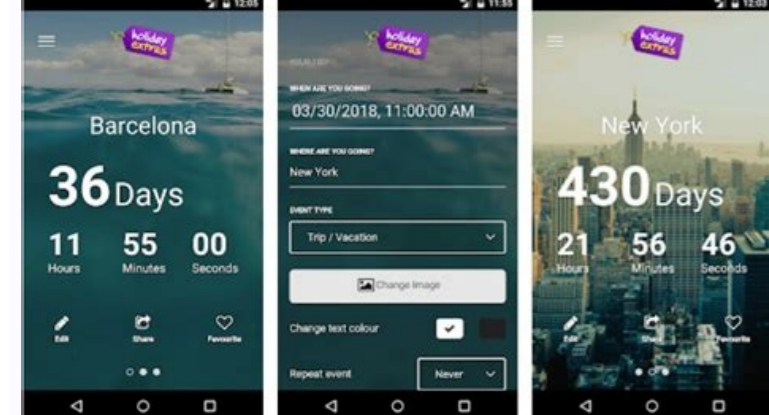 12:05
holiday
extras
Barcelona
36 Days
11 55 00
Hours Minutes Seconds
Edit Share Favourite
11:55
holiday
extras
YOUR TRIP
WHEN ARE YOU GOING?
03/30/2018, 11:00:00 AM
WHERE ARE YOU GOING?
New York
EVENT TYPE
Trip / Vacation
Change Image
Change text colour
Repeat event Never
12:03
holiday
extras
New York
430 Days
21 56 46
Hours Minutes Seconds
Edit Share Favourite